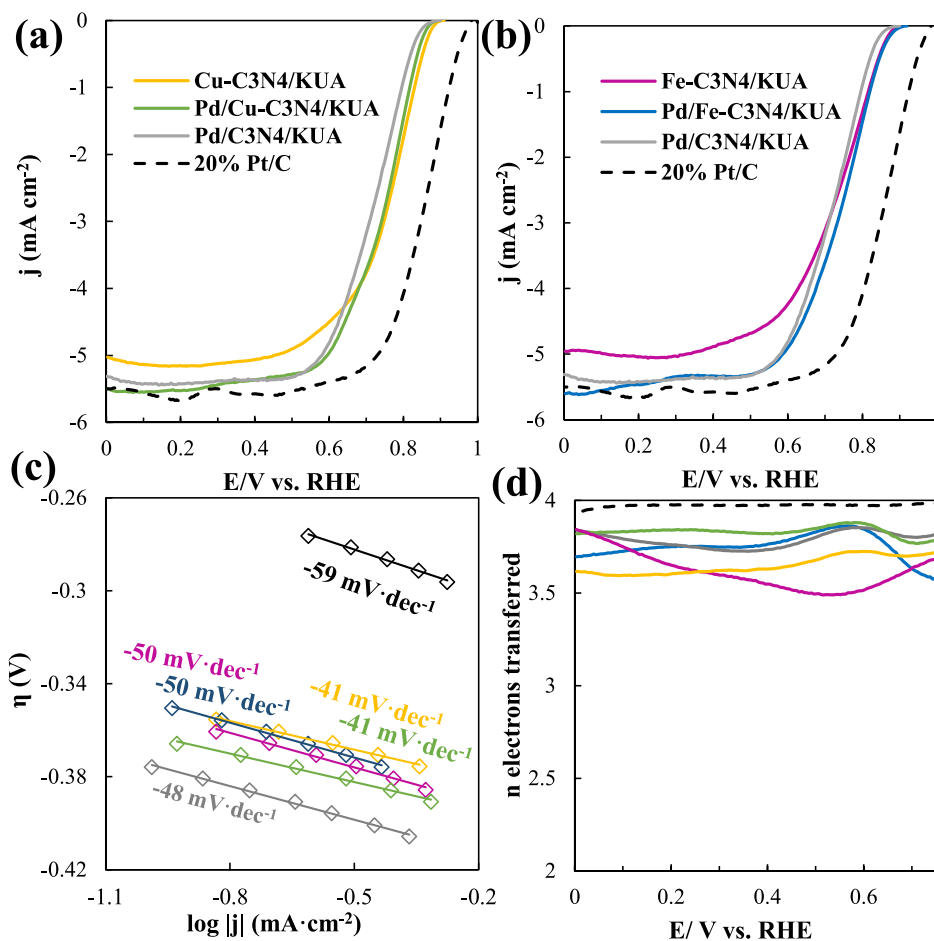 (a)
j (mA cm-2)
0
-1
-2
-3
-4
-5
-6
Cu-C3N4/KUA
Pd/Cu-C3N4/KUA
Pd/C3N4/KUA
20% Pt/C
0 0.2 0.4 0.6 0.8 1
E/V vs. RHE
(b)
j (mA cm-2)
0
-1
-2
-3
-4
-5
-6
Fe-C3N4/KUA
Pd/Fe-C3N4/KUA
Pd/C3N4/KUA
20% Pt/C
0 0.2 0.4 0.6 0.8 1
E/V vs. RHE
(c)
η (V)
-0.26
-0.3
-0.34
-0.38
-0.42
-59 mV·dec-1
-50 mV·dec-1
-50 mV·dec-1
-41 mV·dec-1
-41 mV·dec-1
-48 mV·dec-1
-1.1 -0.8 -0.5 -0.2
log |j| (mA·cm-2)
(d)
n electrons transferred
4
3.5
3
2.5
2
0 0.2 0.4 0.6
E/ V vs. RHE